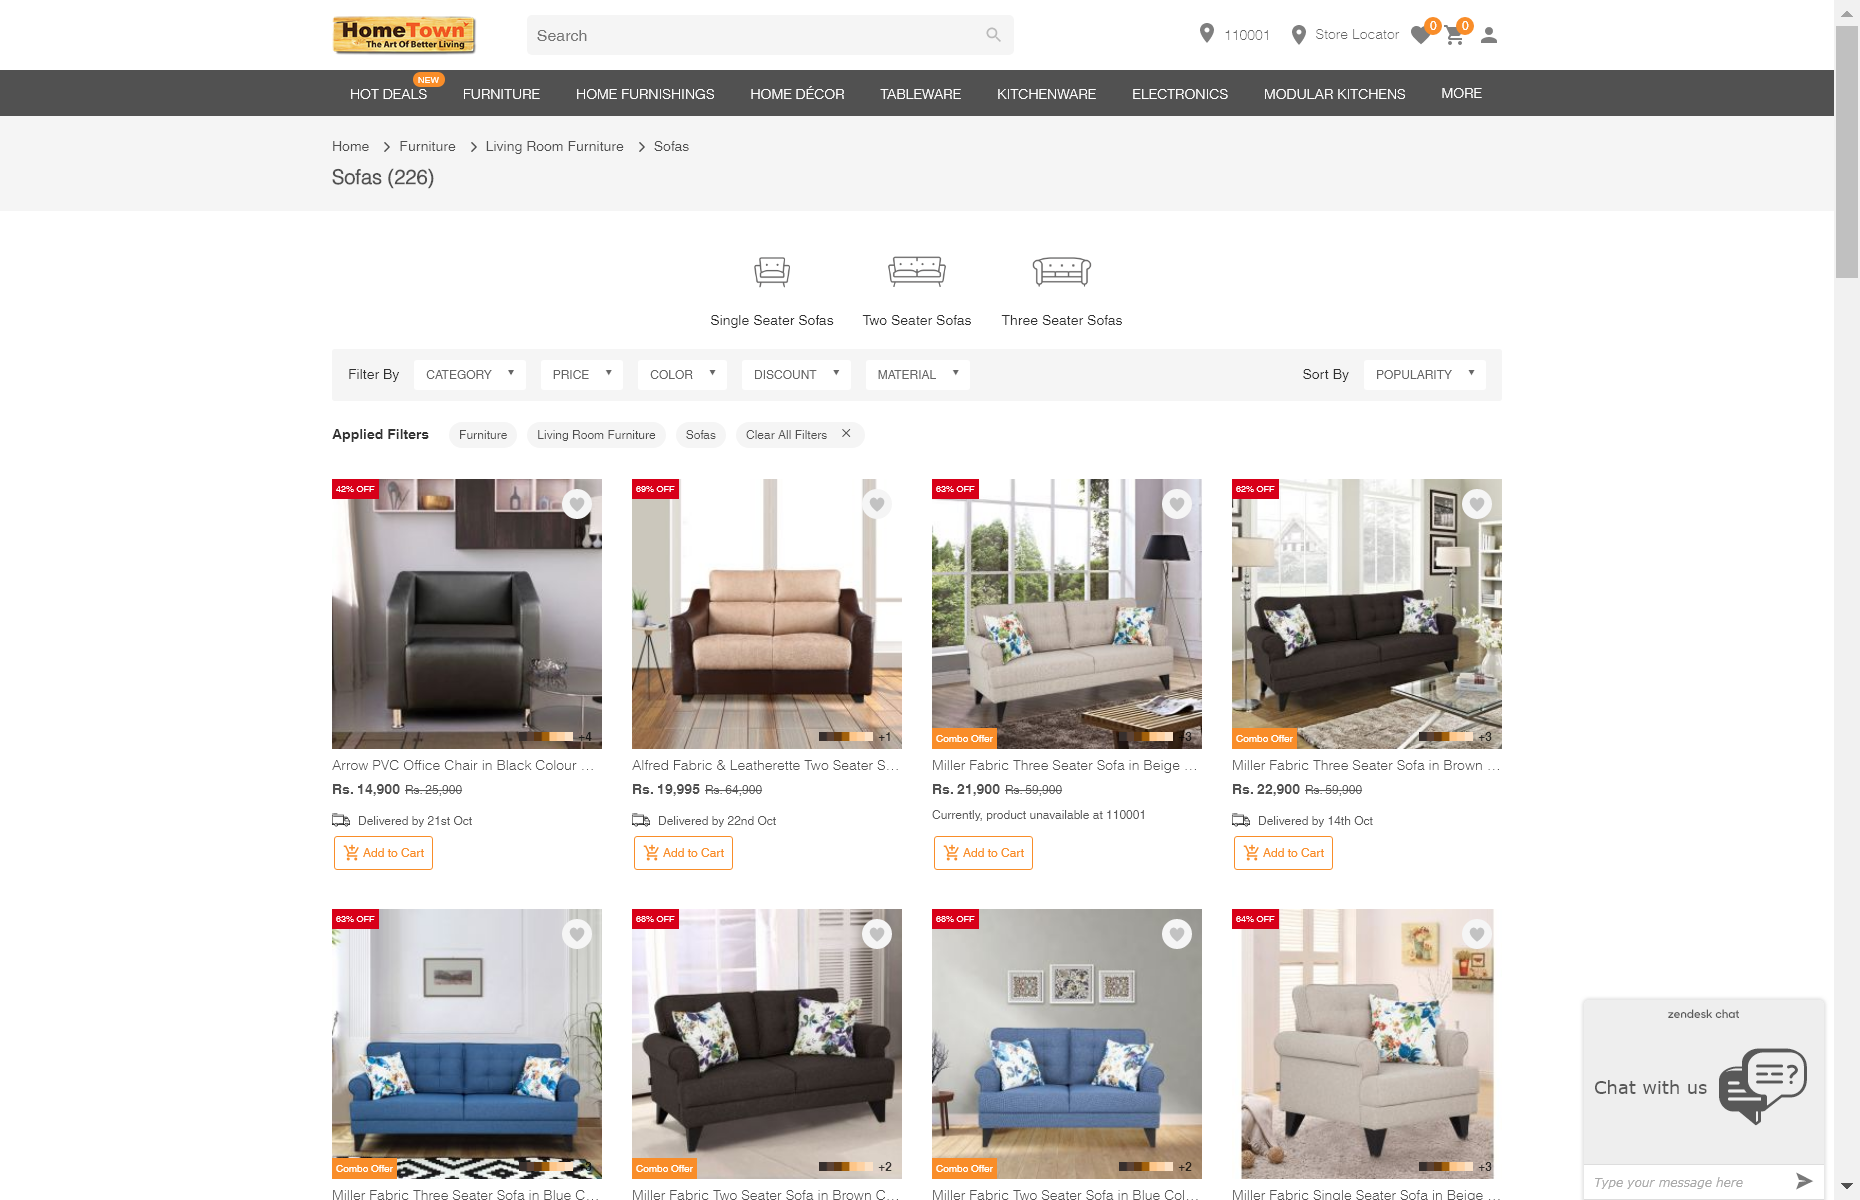 HomeTown
The Art Of Better Living
Search
110001
Store Locator
0
0
NEW
HOT DEALS
FURNITURE
HOME FURNISHINGS
HOME DÉCOR
TABLEWARE
KITCHENWARE
ELECTRONICS
MODULAR KITCHENS
MORE
Home
Furniture
Living Room Furniture
Sofas
Sofas (226)
Single Seater Sofas
Two Seater Sofas
Three Seater Sofas
Filter By
CATEGORY
PRICE
COLOR
DISCOUNT
MATERIAL
Sort By
POPULARITY
Applied Filters
Furniture
Living Room Furniture
Sofas
Clear All Filters
42% OFF
+4
Arrow PVC Office Chair in Black Colour ...
Rs. 14,900 Rs. 25,900
Delivered by 21st Oct
Add to Cart
69% OFF
+1
Alfred Fabric & Leatherette Two Seater S...
Rs. 19,995 Rs. 64,900
Delivered by 22nd Oct
Add to Cart
63% OFF
Combo Offer
+3
Miller Fabric Three Seater Sofa in Beige ...
Rs. 21,900 Rs. 59,900
Currently, product unavailable at 110001
Add to Cart
62% OFF
Combo Offer
+3
Miller Fabric Three Seater Sofa in Brown ...
Rs. 22,900 Rs. 59,900
Delivered by 14th Oct
Add to Cart
63% OFF
Combo Offer
+3
Miller Fabric Three Seater Sofa in Blue C...
68% OFF
Combo Offer
+2
Miller Fabric Two Seater Sofa in Brown C...
68% OFF
Combo Offer
+2
Miller Fabric Two Seater Sofa in Blue Col...
64% OFF
+3
Miller Fabric Single Seater Sofa in Beige ...
zendesk chat
Chat with us
Type your message here